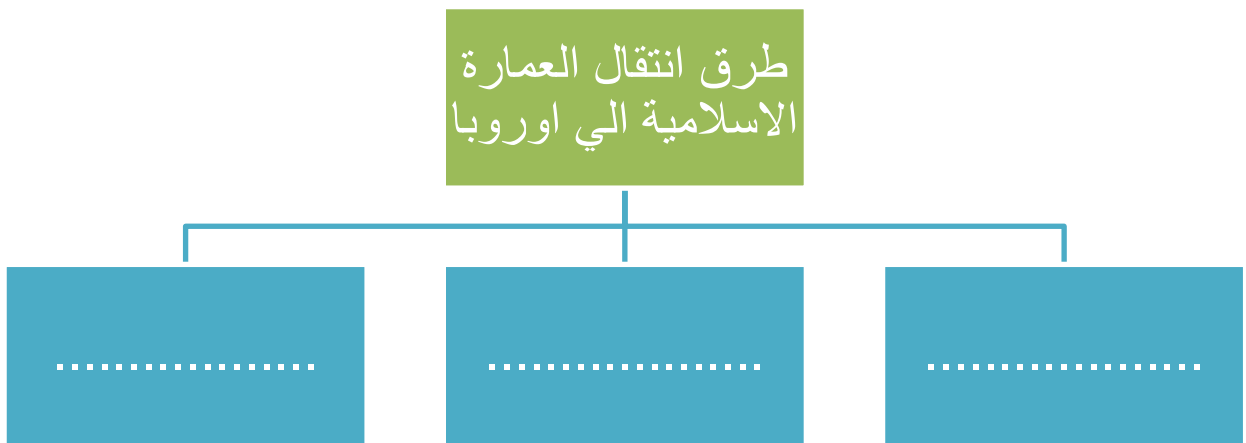 طرق انتقال العمارة
الاسلامية الي اوروبا
..................
...................
...................